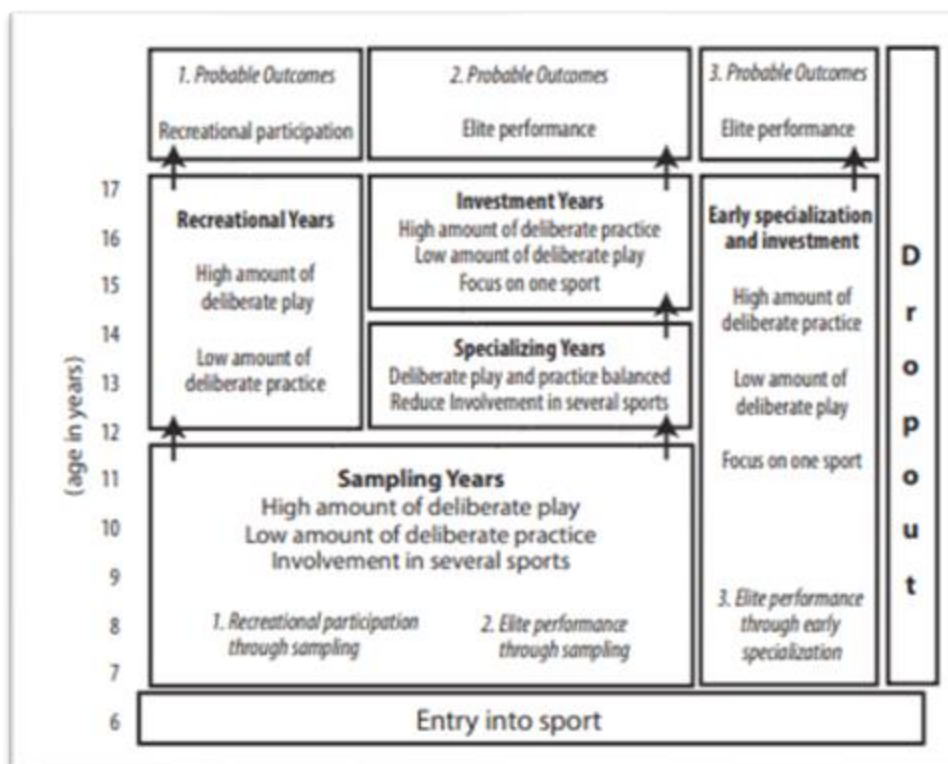 1. Probable Outcomes
Recreational participation
2. Probable Outcomes
Elite performance
3. Probable Outcomes
Elite performance
Recreational Years
High amount of
deliberate play
Low amount of
deliberate practice
Investment Years
High amount of deliberate practice
Low amount of deliberate play
Focus on one sport
Specializing Years
Deliberate play and practice balanced
Reduce Involvement in several sports
Early specialization
and investment
High amount of
deliberate practice
Low amount of
deliberate play
Focus on one sport
3. Elite performance
through early
specialization
Sampling Years
High amount of deliberate play
Low amount of deliberate practice
Involvement in several sports
1. Recreational participation
through sampling
2. Elite performance
through sampling
Entry into sport
D
r
o
p
o
u
t
(age in years)
17
16
15
14
13
12
11
10
9
8
7
6